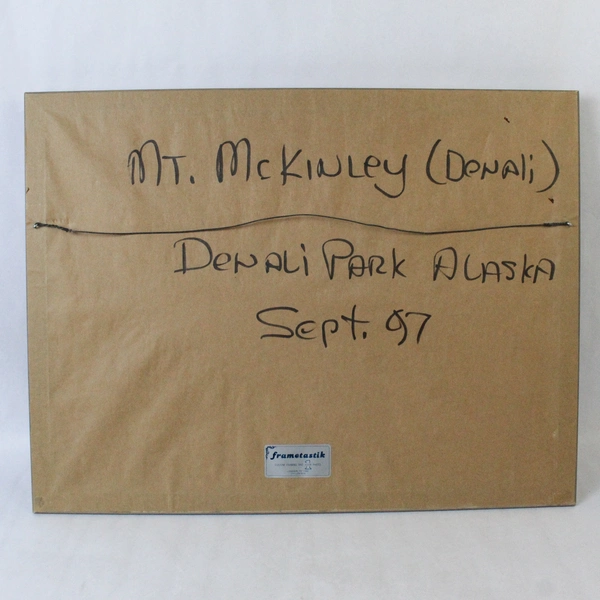 Mt. McKinley (Denali)
Denali Park Alaska
Sept. 97
frametastik